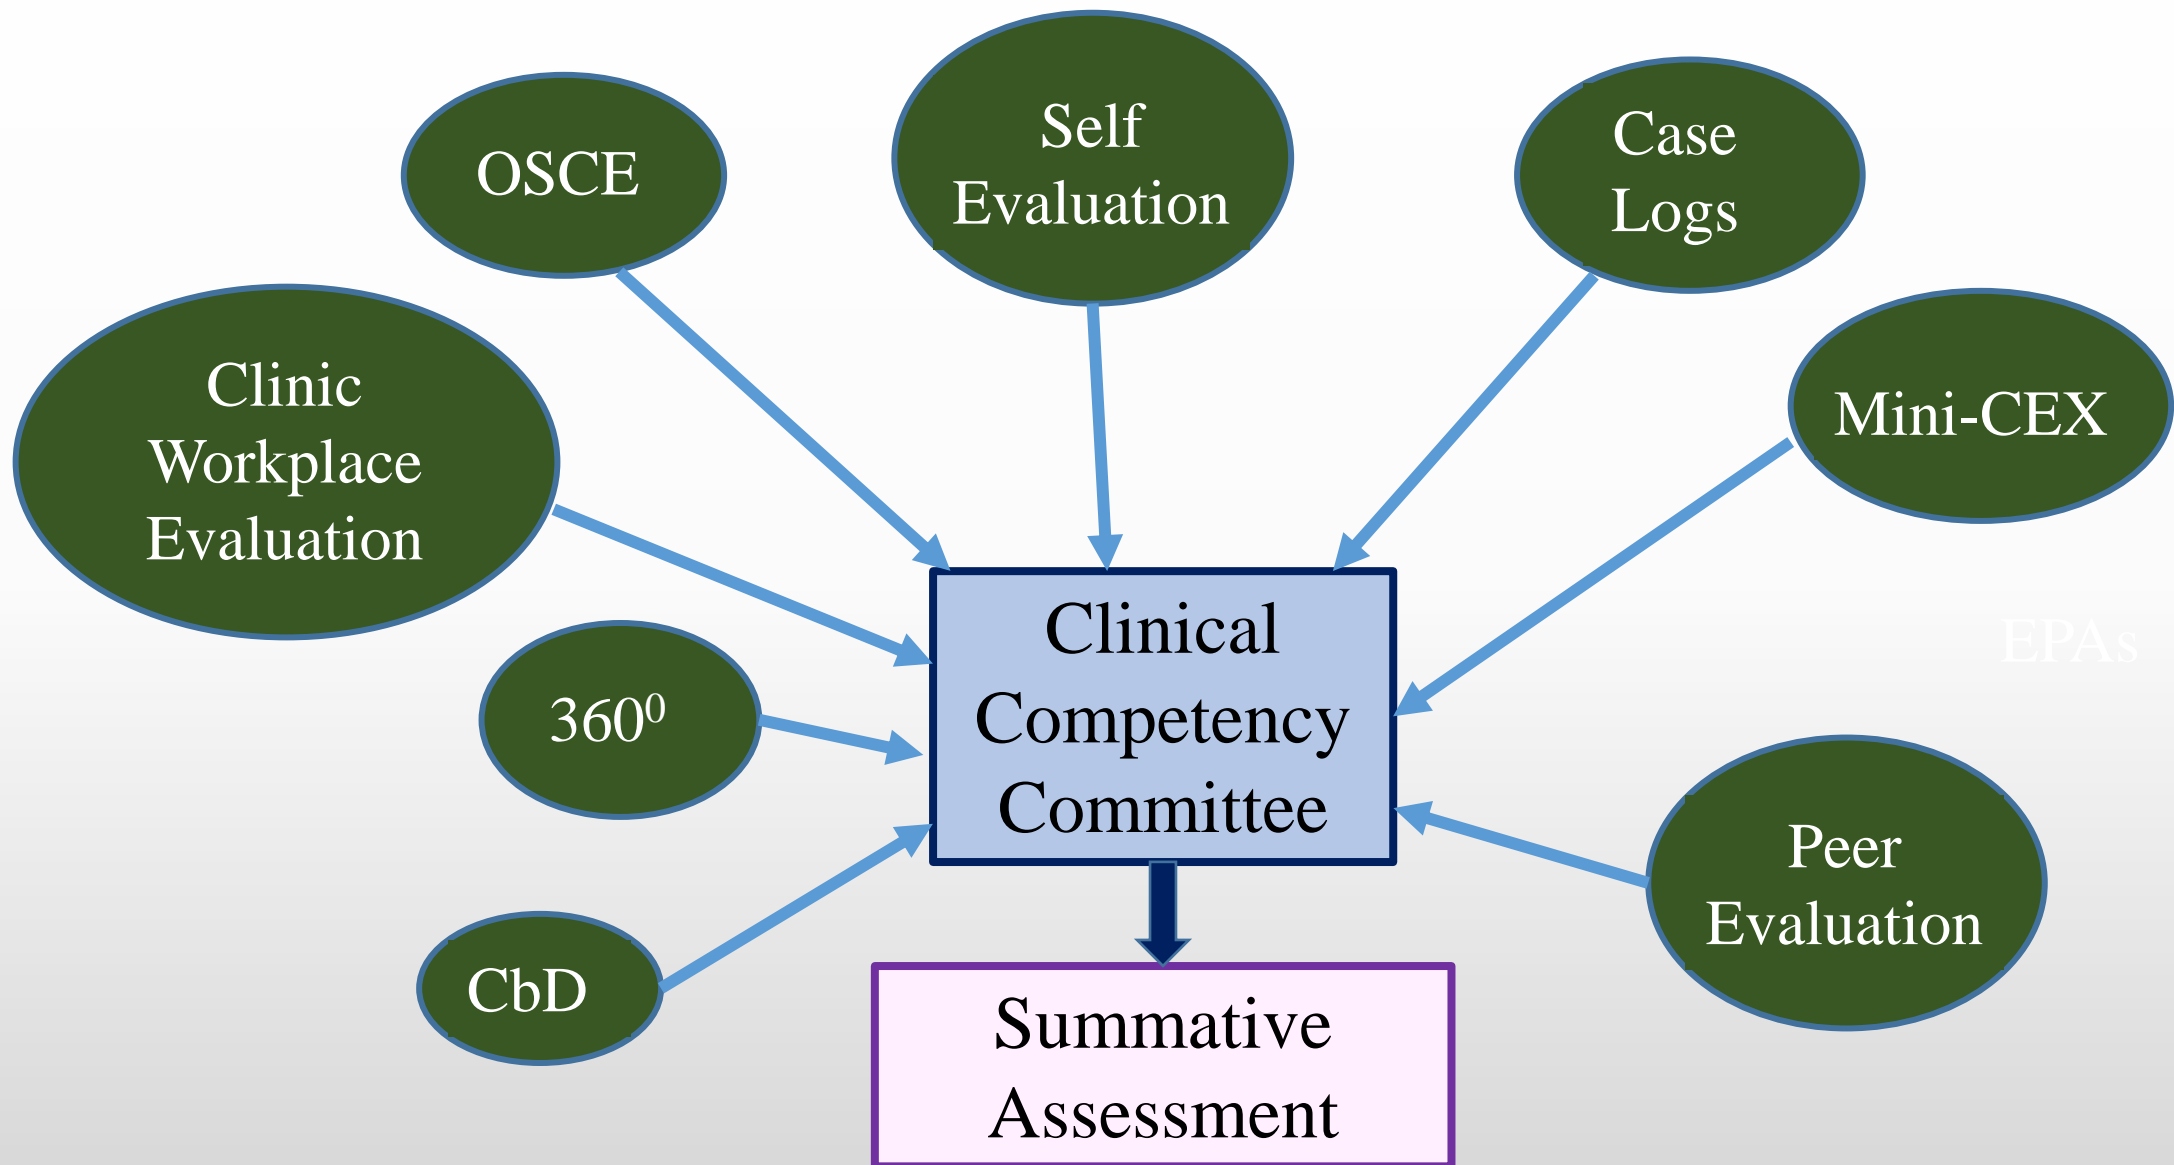 OSCE
Self
Evaluation
Case
Logs
Clinic
Workplace
Evaluation
Mini-CEX
Clinical
Competency
Committee
EPAs
360⁰
Peer
Evaluation
CbD
Summative
Assessment